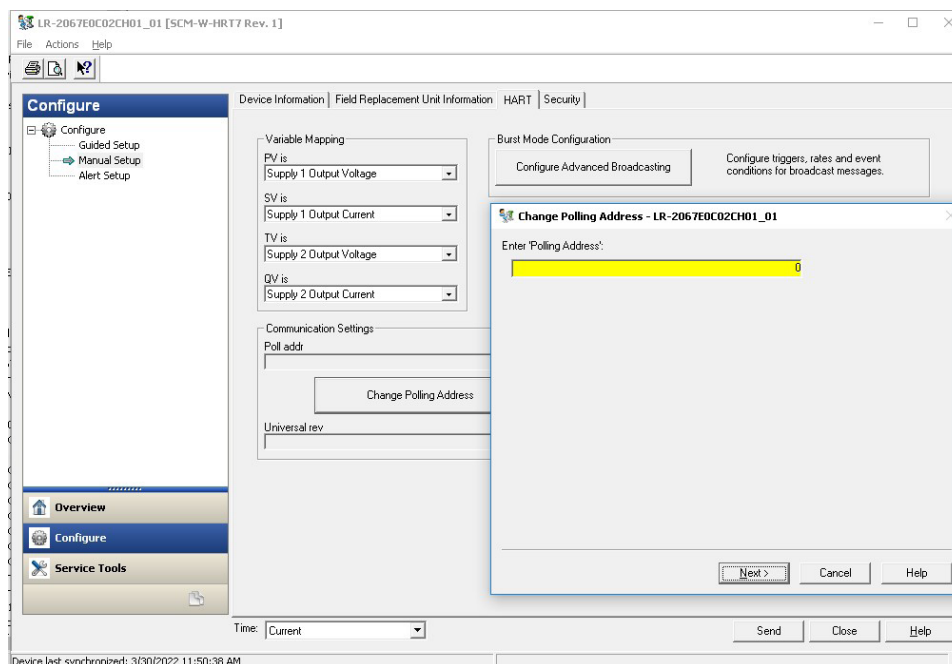 LR-2067E0C02CH01_01 [SCM-W-HRT7 Rev. 1]
File Actions Help
Configure
Configure
Guided Setup
Manual Setup
Alert Setup
Overview
Configure
Service Tools
Device Information Field Replacement Unit Information HART Security
Variable Mapping
PV is
Supply 1 Output Voltage
SV is
Supply 1 Output Current
TV is
Supply 2 Output Voltage
QV is
Supply 2 Output Current
Communication Settings
Poll addr
Change Polling Address
Universal rev
Burst Mode Configuration
Configure Advanced Broadcasting
Configure triggers, rates and event
conditions for broadcast messages.
Change Polling Address - LR-2067E0C02CH01_01
Enter 'Polling Address':
0
Next >
Cancel
Help
Time: Current
Send
Close
Help
Device last synchronized: 3/30/2022 11:50:38 AM